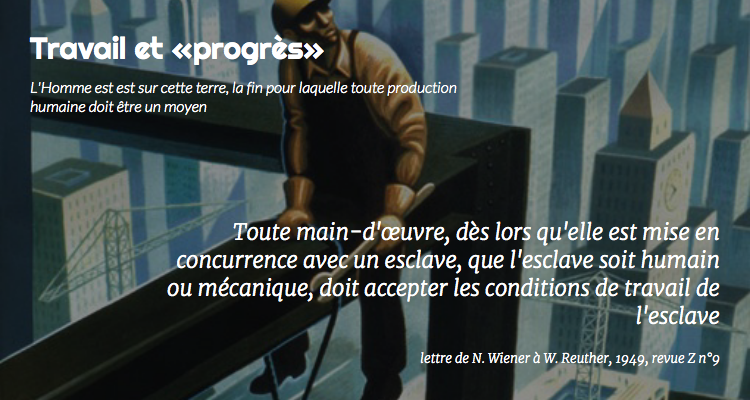 Travail et «progrès»
L'Homme est est sur cette terre, la fin pour laquelle toute production
humaine doit être un moyen
Toute main-d'œuvre, dès lors qu'elle est mise en
concurrence avec un esclave, que l'esclave soit humain
ou mécanique, doit accepter les conditions de travail de
l'esclave
lettre de N. Wiener à W. Reuther, 1949, revue Z n°9